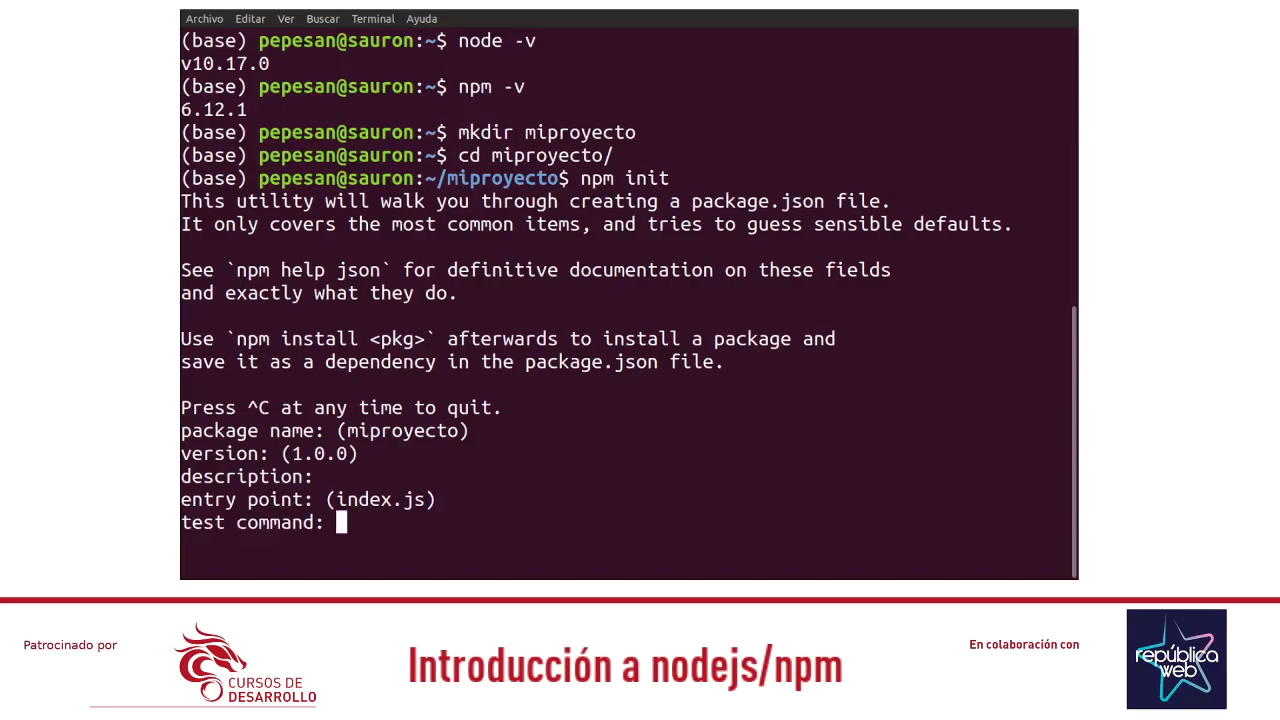 Archivo Editar Ver Buscar Terminal Ayuda
(base) pepesan@sauron:~$ node -v
v10.17.0
(base) pepesan@sauron:~$ npm -v
6.12.1
(base) pepesan@sauron:~$ mkdir miproyecto
(base) pepesan@sauron:~$ cd miproyecto/
(base) pepesan@sauron:~/miproyecto$ npm init
This utility will walk you through creating a package.json file.
It only covers the most common items, and tries to guess sensible defaults.
See `npm help json` for definitive documentation on these fields
and exactly what they do.
Use `npm install <pkg>` afterwards to install a package and
save it as a dependency in the package.json file.
Press ^C at any time to quit.
package name: (miproyecto)
version: (1.0.0)
description:
entry point: (index.js)
test command:
Patrocinado por
CURSOS DE
DESARROLLO
Introducción a nodejs/npm
En colaboración con
república
web